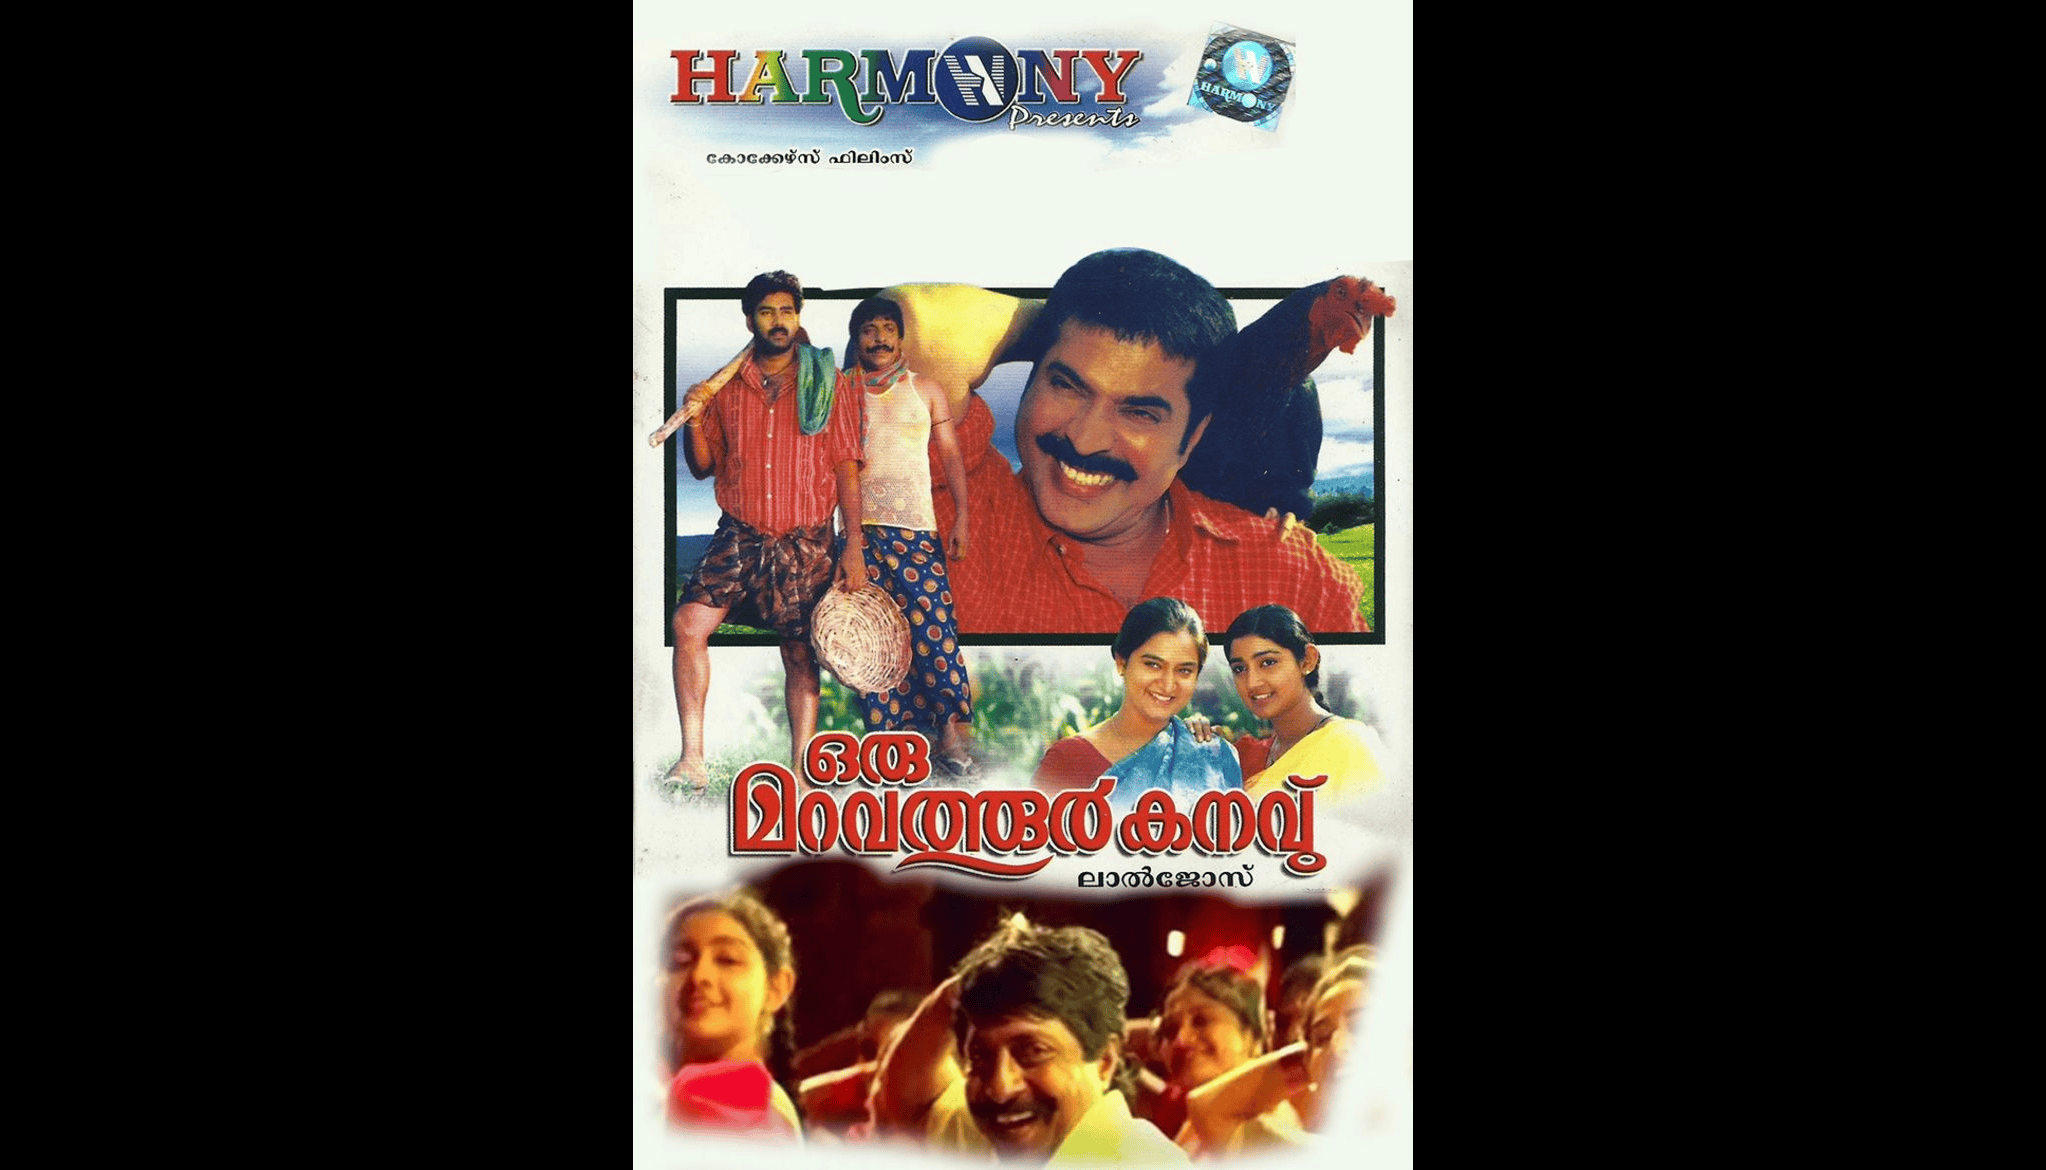 HARMONY
Presents
HARMONY
കോക്കേഴ്സ് ഫിലിംസ്
ഒരു
മറവത്തൂർ കനവ്
ലാൽജോസ്